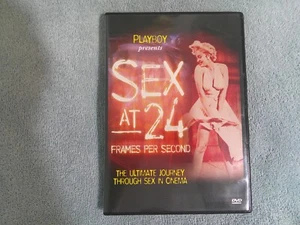 PLAYBOY
presents
SEX
AT 24
FRAMES PER SECOND
THE ULTIMATE JOURNEY
THROUGH SEX IN CINEMA
DVD